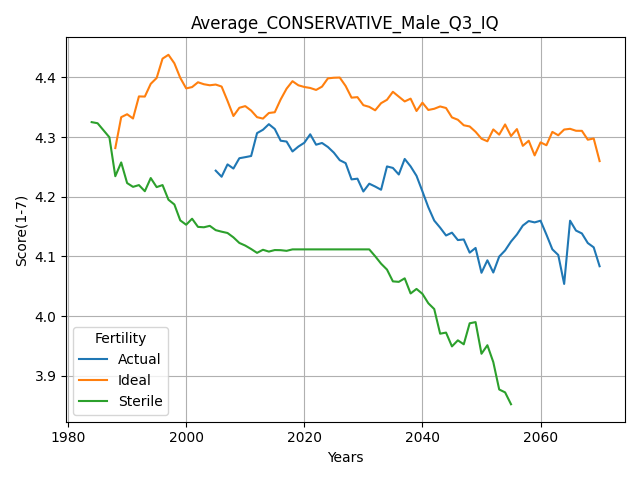 Average_CONSERVATIVE_Male_Q3_IQ
Score(1-7)
4.4
4.3
4.2
4.1
4.0
3.9
Fertility
Actual
Ideal
Sterile
1980 2000 2020 2040 2060
Years